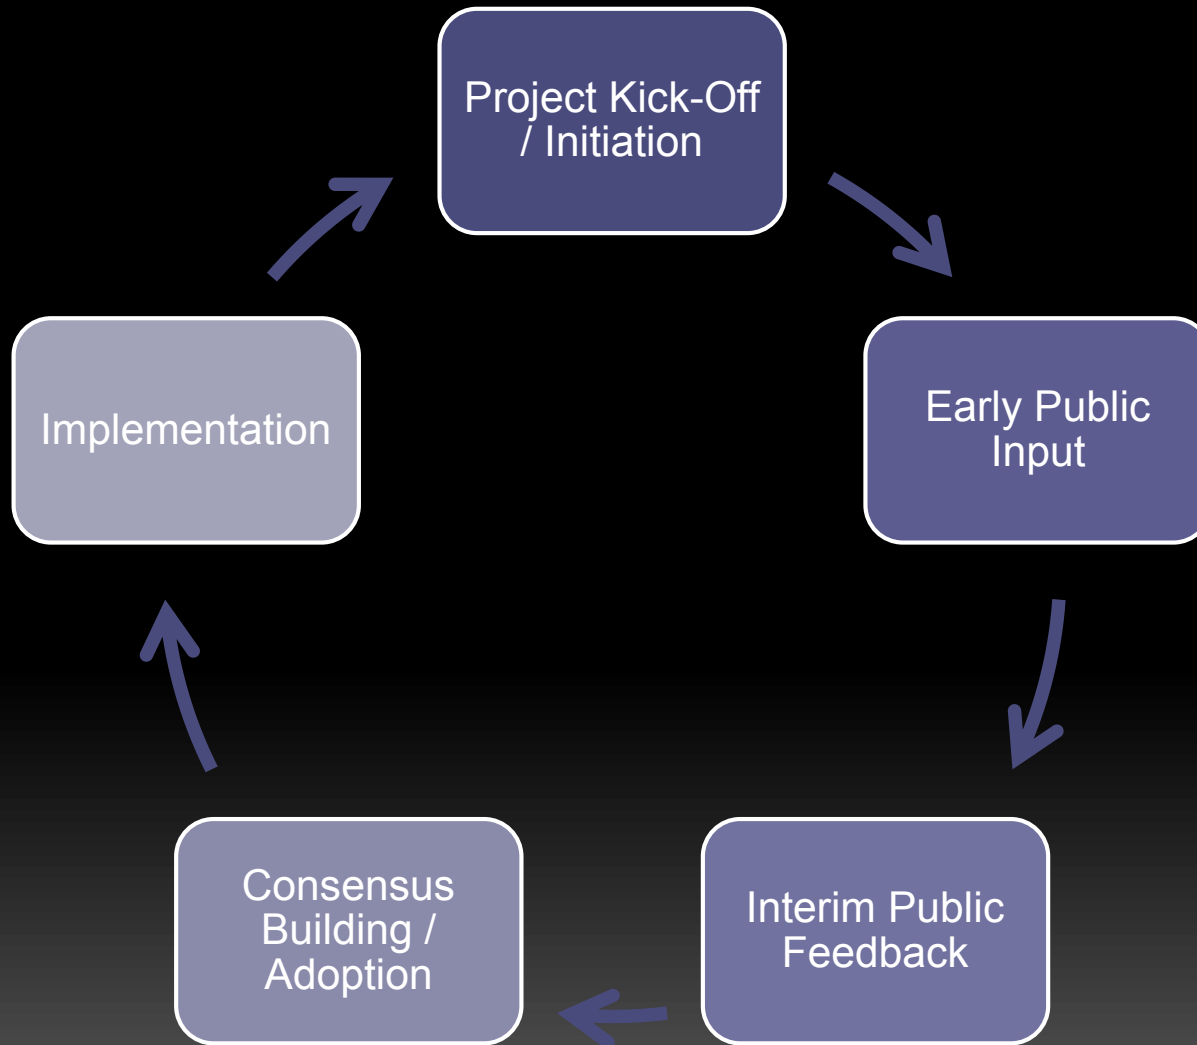 Project Kick-Off
/ Initiation
Early Public
Input
Interim Public
Feedback
Consensus
Building /
Adoption
Implementation